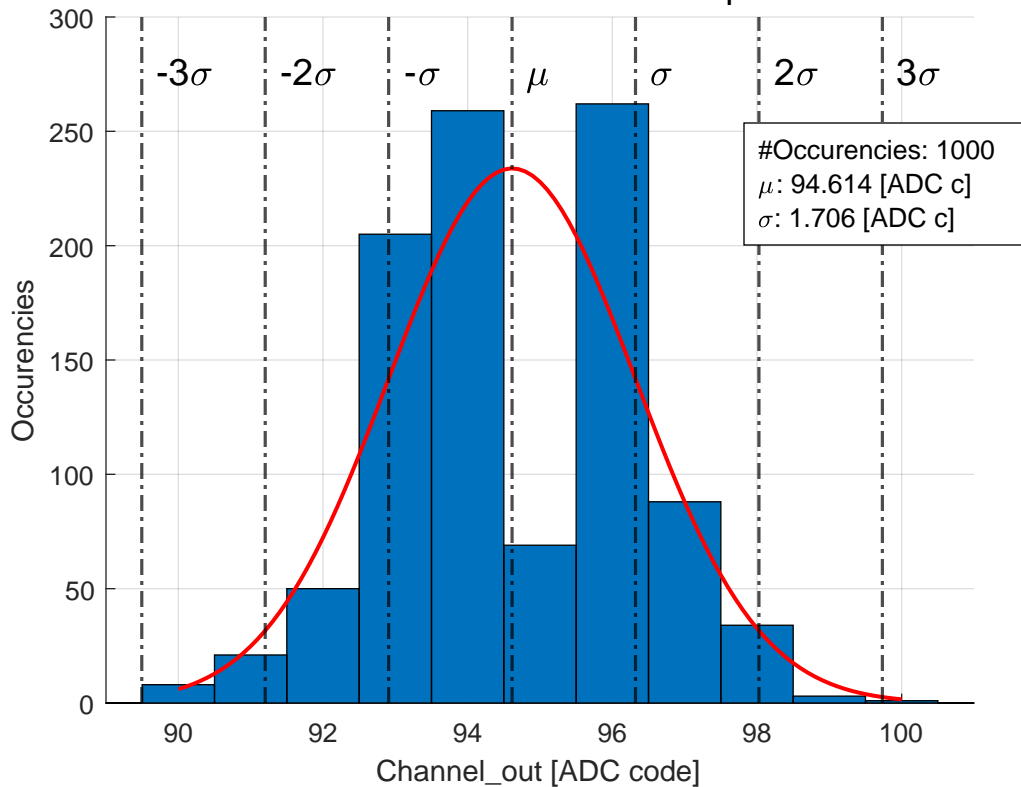 300
-3σ -2σ -σ μ σ 2σ 3σ
250
#Occurencies: 1000
μ: 94.614 [ADC c]
σ: 1.706 [ADC c]
200
150
100
50
0
Occurencies
90 92 94 96 98 100
Channel_out [ADC code]